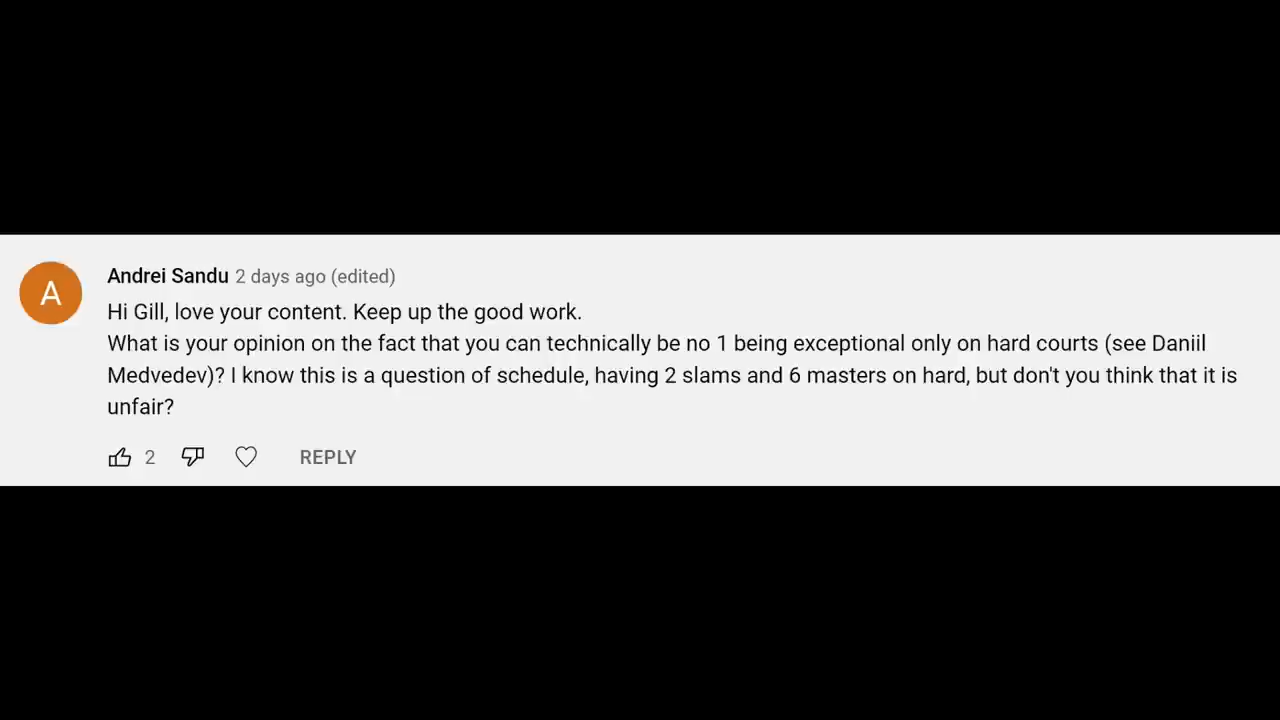 A
Andrei Sandu 2 days ago (edited)
Hi Gill, love your content. Keep up the good work.
What is your opinion on the fact that you can technically be no 1 being exceptional only on hard courts (see Daniil
Medvedev)? I know this is a question of schedule, having 2 slams and 6 masters on hard, but don't you think that it is
unfair?
2 REPLY